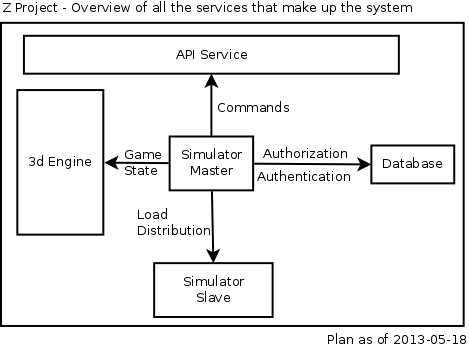 Z Project - Overview of all the services that make up the system
API Service
Commands
3d Engine
Game
State
Simulator
Master
Authorization
Authentication
Database
Load
Distribution
Simulator
Slave
Plan as of 2013-05-18